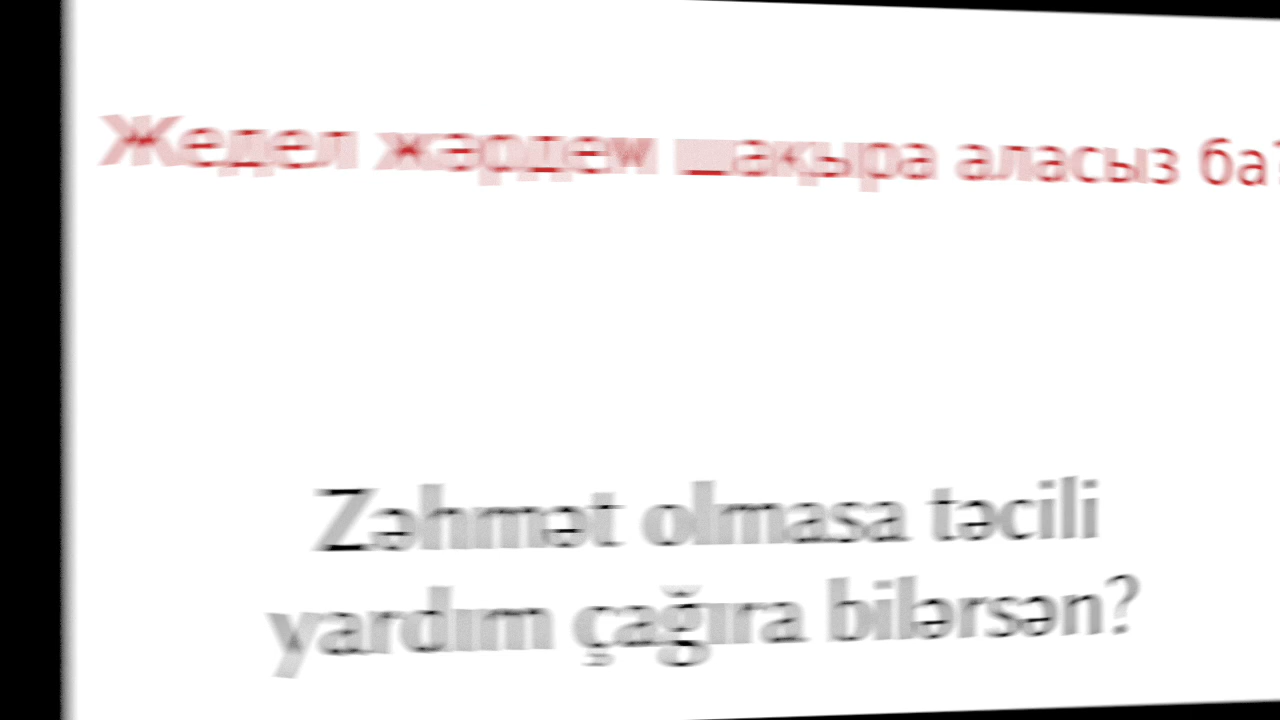 Жедел жәрдем шақыра аласыз ба?
Zəhmət olmasa təcili
yardım çağıra bilərsən?